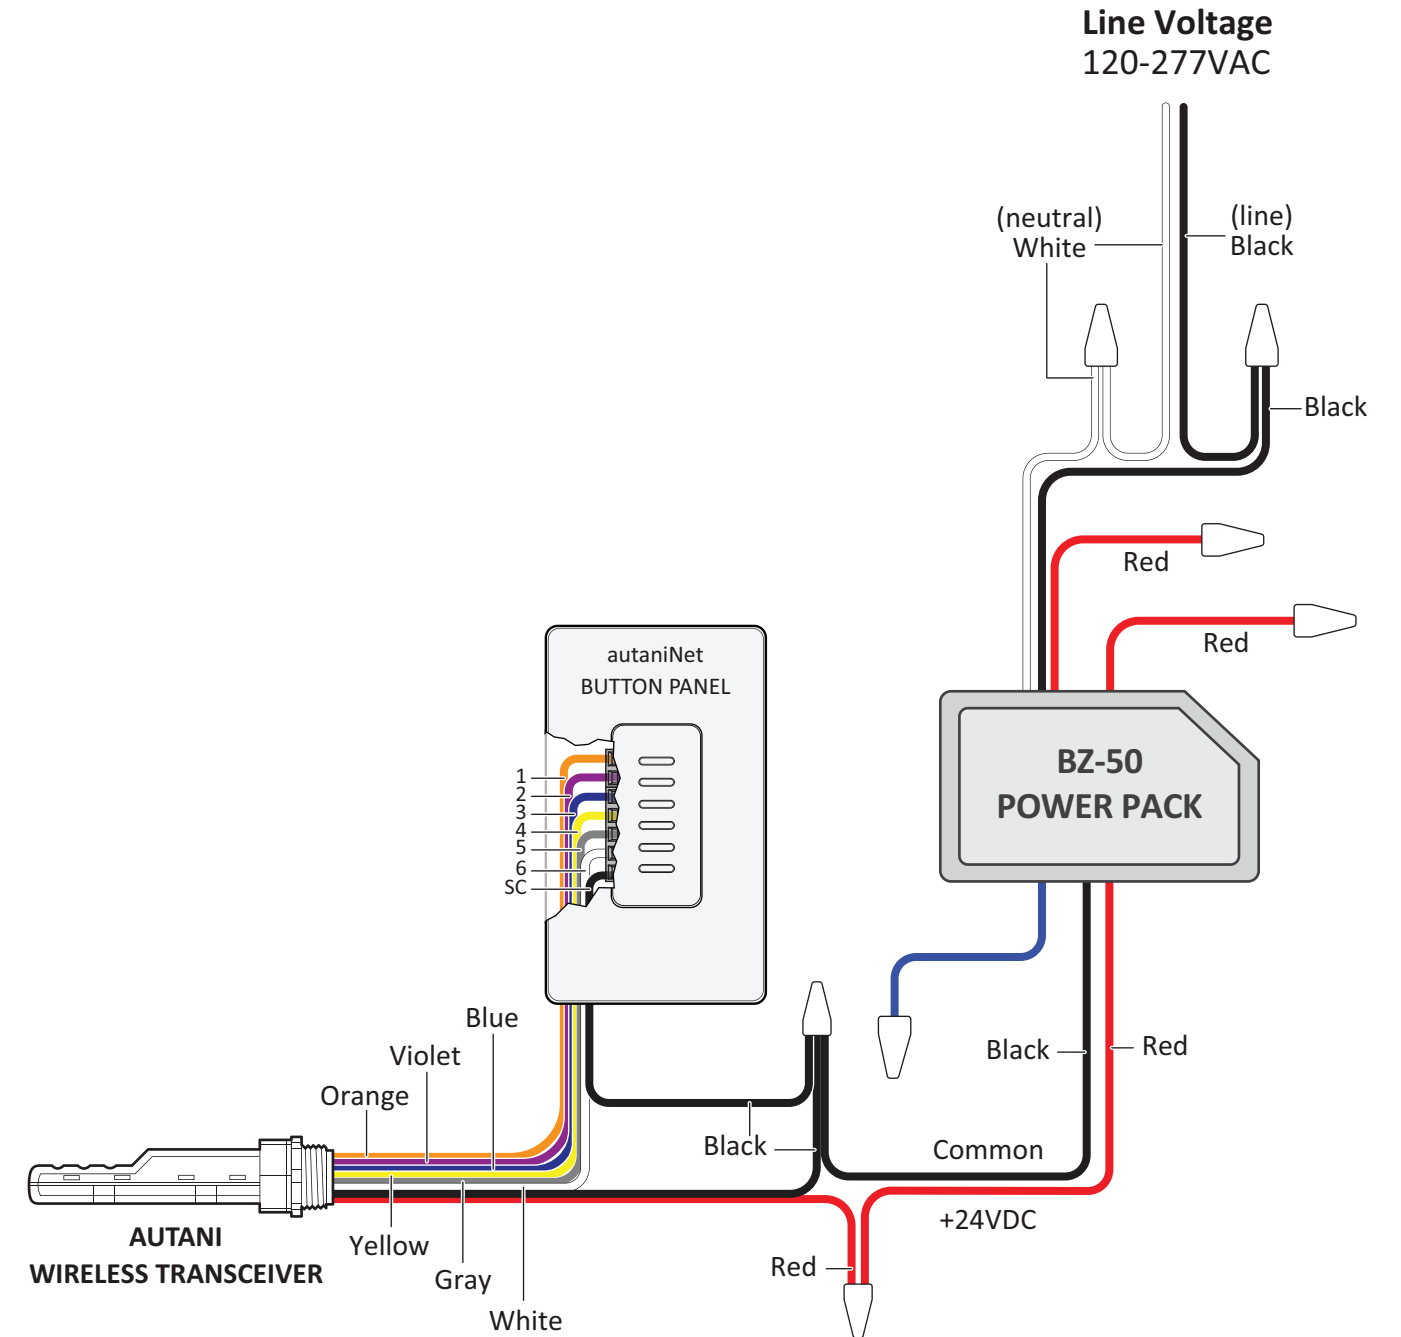 Line Voltage
120-277VAC
(neutral)
White
(line)
Black
Black
Red
Red
autaniNet
BUTTON PANEL
1
2
3
4
5
6
SC
BZ-50
POWER PACK
Blue
Violet
Orange
Black
Red
Black
Common
+24VDC
AUTANI
WIRELESS TRANSCEIVER
Yellow
Gray
White
Red